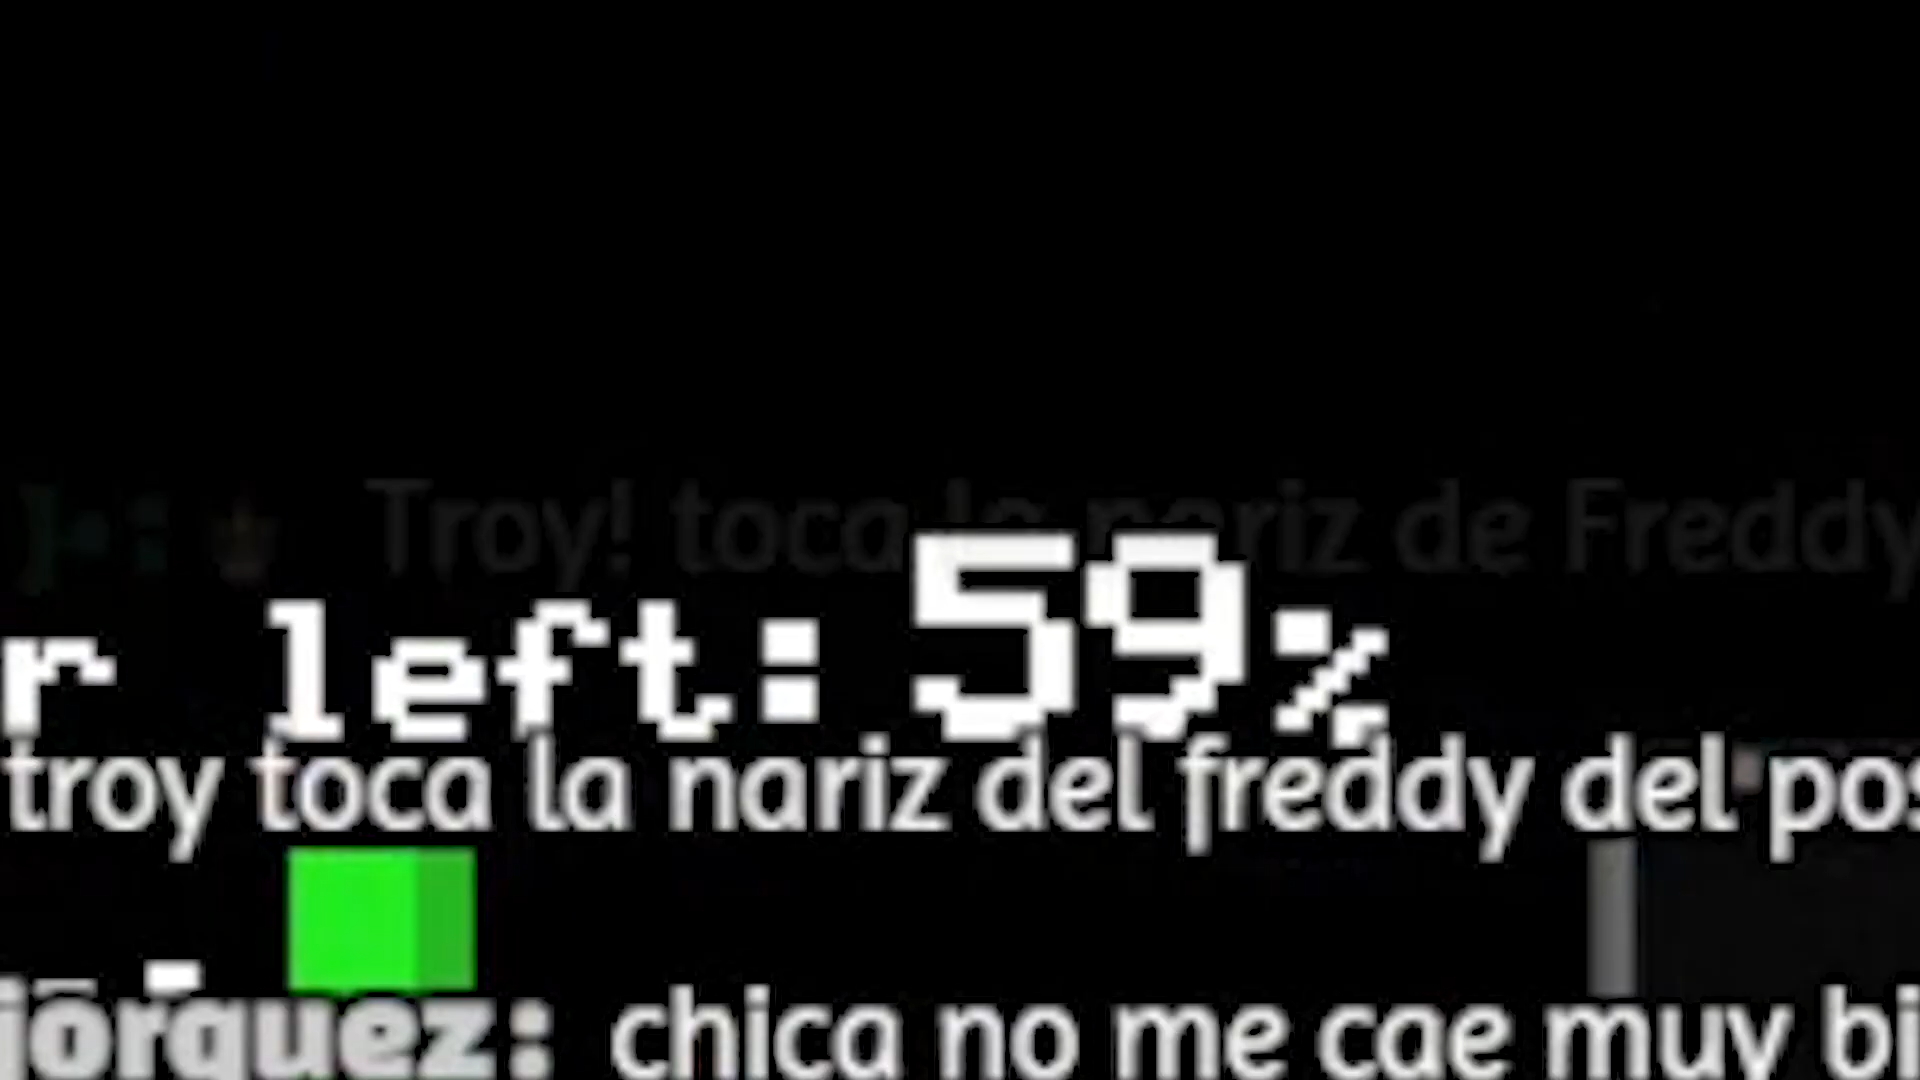 Troy! toca la nariz de Freddy
r left: 59%
troy toca la nariz del freddy del pos
jorquez: chica no me cae muy bi